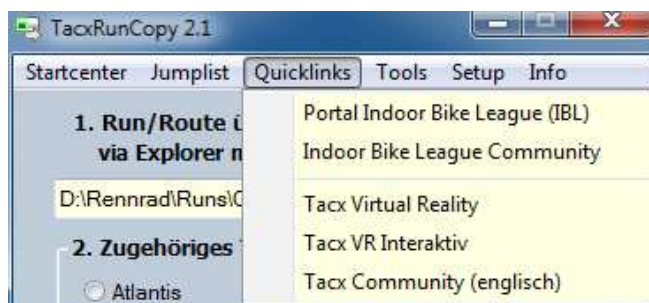 TacxRunCopy 2.1
Startcenter Jumplist Quicklinks Tools Setup Info
1. Run/Route
via Explorer
D:\Rennrad\Runs\
2. Zugehöriges
Atlantis
Portal Indoor Bike League (IBL)
Indoor Bike League Community
Tacx Virtual Reality
Tacx VR Interaktiv
Tacx Community (englisch)